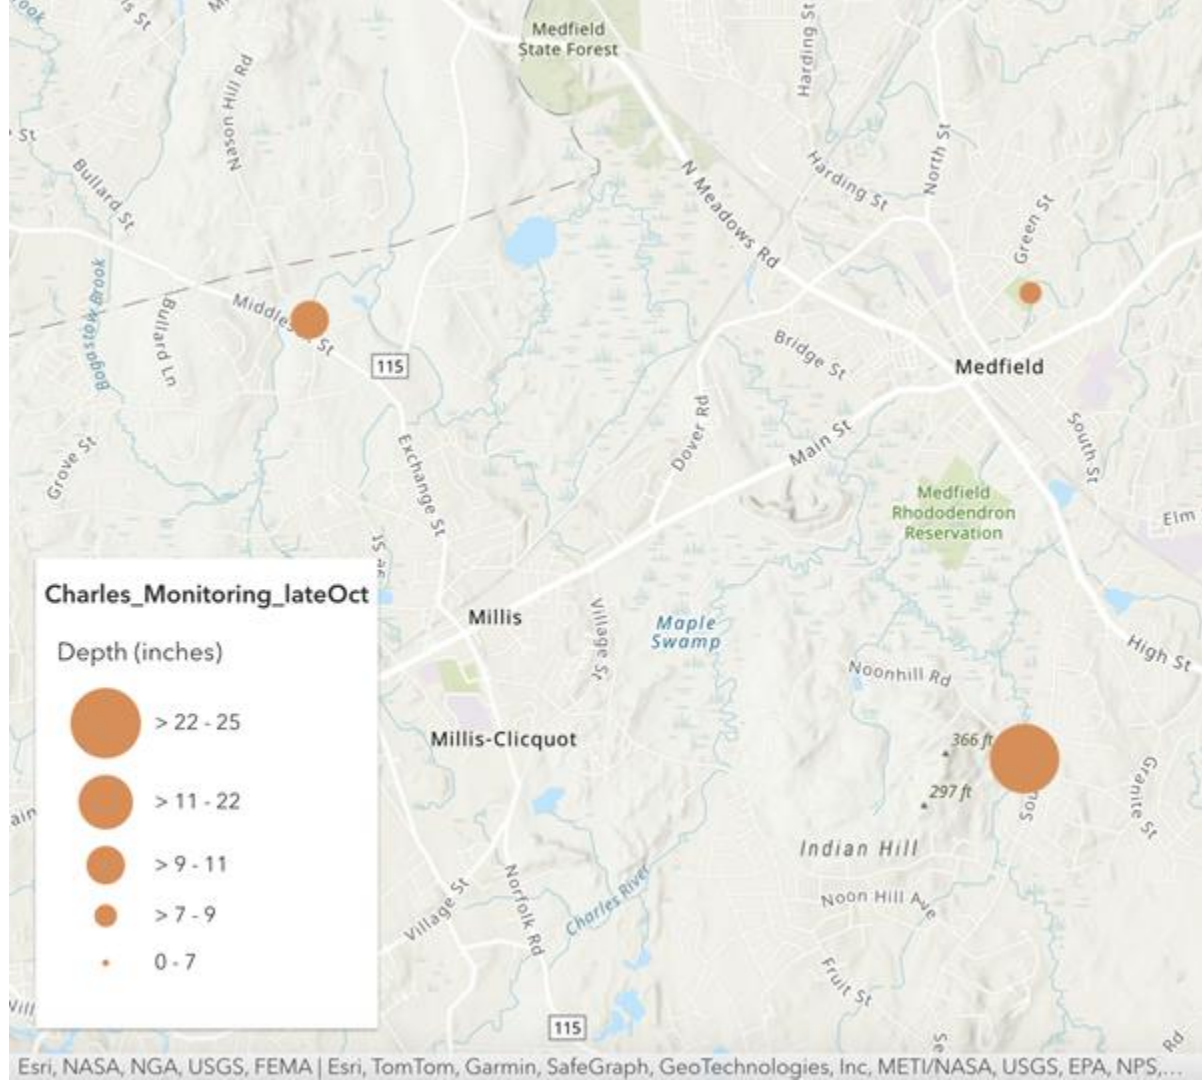 Medfield
State Forest
Harding St
Nason Hill Rd
St
Bullard St
N Meadows Rd
Harding St
North St
Green St
Bogastow Brook
Bullard Ln
115
Bridge St
Medfield
Dover Rd
Main St
South St
Grove St
Exchange St
Medfield
Rhododendron
Reservation
Elm
Charles_Monitoring_lateOct
Depth (inches)
> 22 - 25
> 11 - 22
> 9 - 11
> 7 - 9
0 - 7
Millis
Village St
Maple
Swamp
Noonhill Rd
High St
Millis-Clicquot
366 ft
297 ft
Granite St
Indian Hill
Noon Hill Ave
Village St
Norfolk Rd
Charles River
Fruit St
115
Rd
Esri, NASA, NGA, USGS, FEMA | Esri, TomTom, Garmin, SafeGraph, GeoTechnologies, Inc, METI/NASA, USGS, EPA, NPS,...